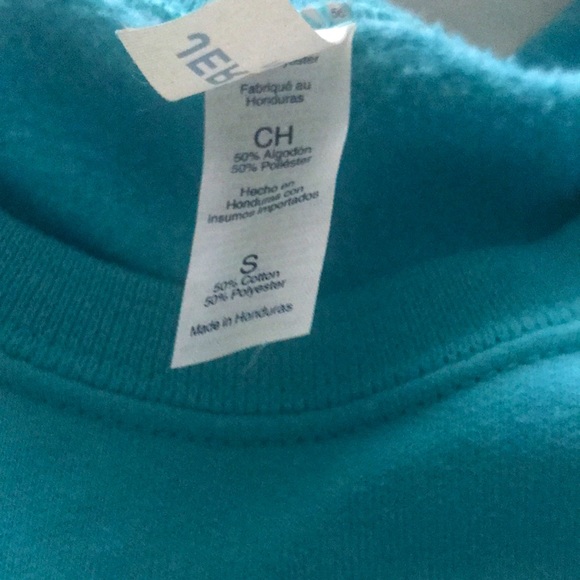 JER
Fabriqué au
Honduras
CH
50% Algodón
50% Poliéster
Hecho en
Honduras con
insumos importados
S
50% Cotton
50% Polyester
Made in Honduras